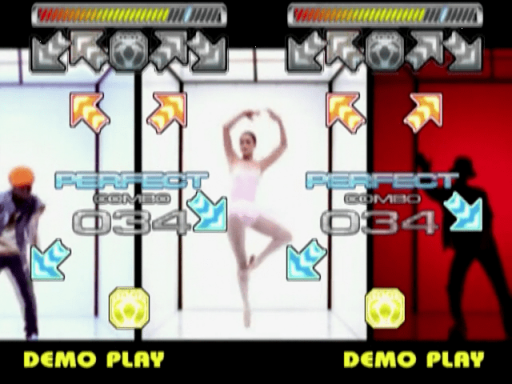 PERFECT PERFECT
COMBO COMBO
034 034
DEMO PLAY DEMO PLAY